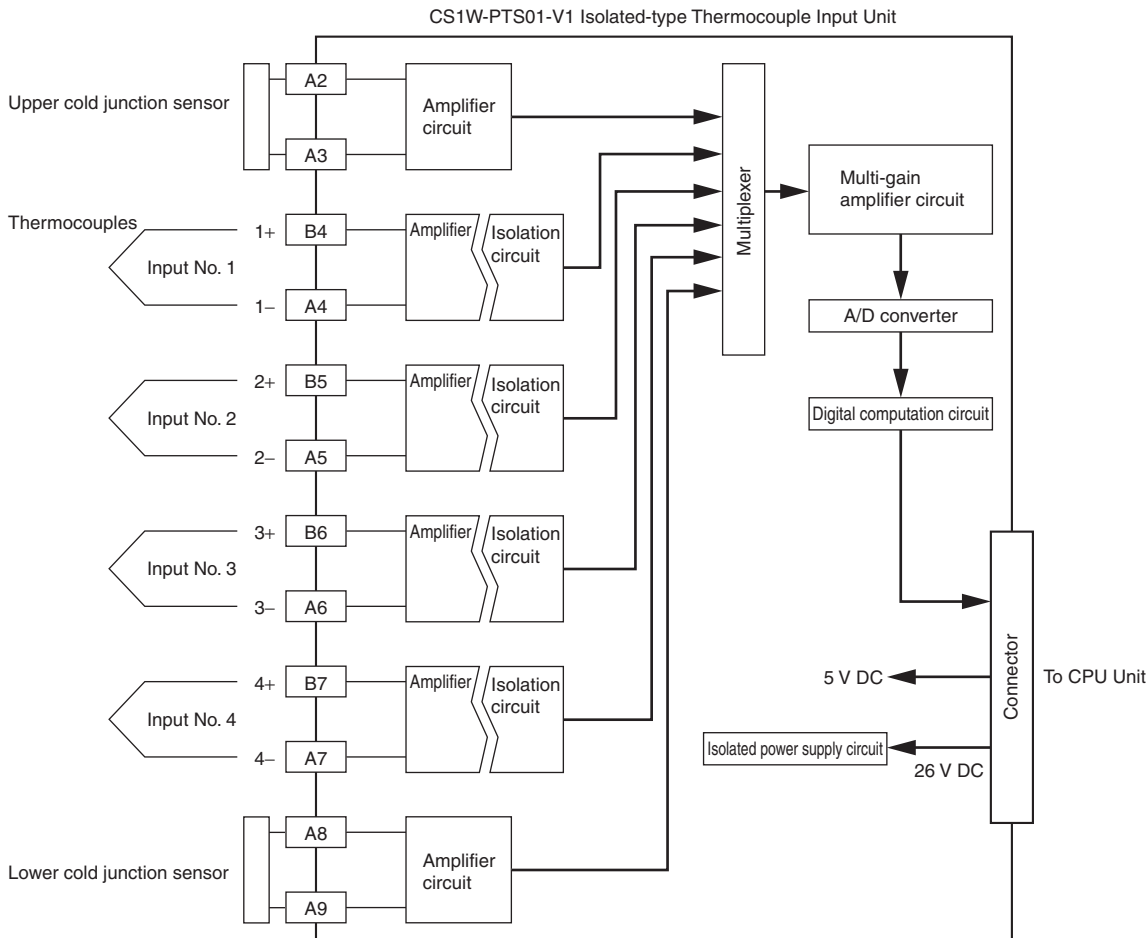 CS1W-PTS01-V1 Isolated-type Thermocouple Input Unit
Upper cold junction sensor
A2
A3
Amplifier
circuit
Thermocouples
Input No. 1
1+
B4
1−
A4
Amplifier
Isolation
circuit
Input No. 2
2+
B5
2−
A5
Amplifier
Isolation
circuit
Input No. 3
3+
B6
3−
A6
Amplifier
Isolation
circuit
Input No. 4
4+
B7
4−
A7
Amplifier
Isolation
circuit
Lower cold junction sensor
A8
A9
Amplifier
circuit
Multiplexer
Multi-gain
amplifier circuit
A/D converter
Digital computation circuit
Connector
To CPU Unit
5 V DC
Isolated power supply circuit
26 V DC